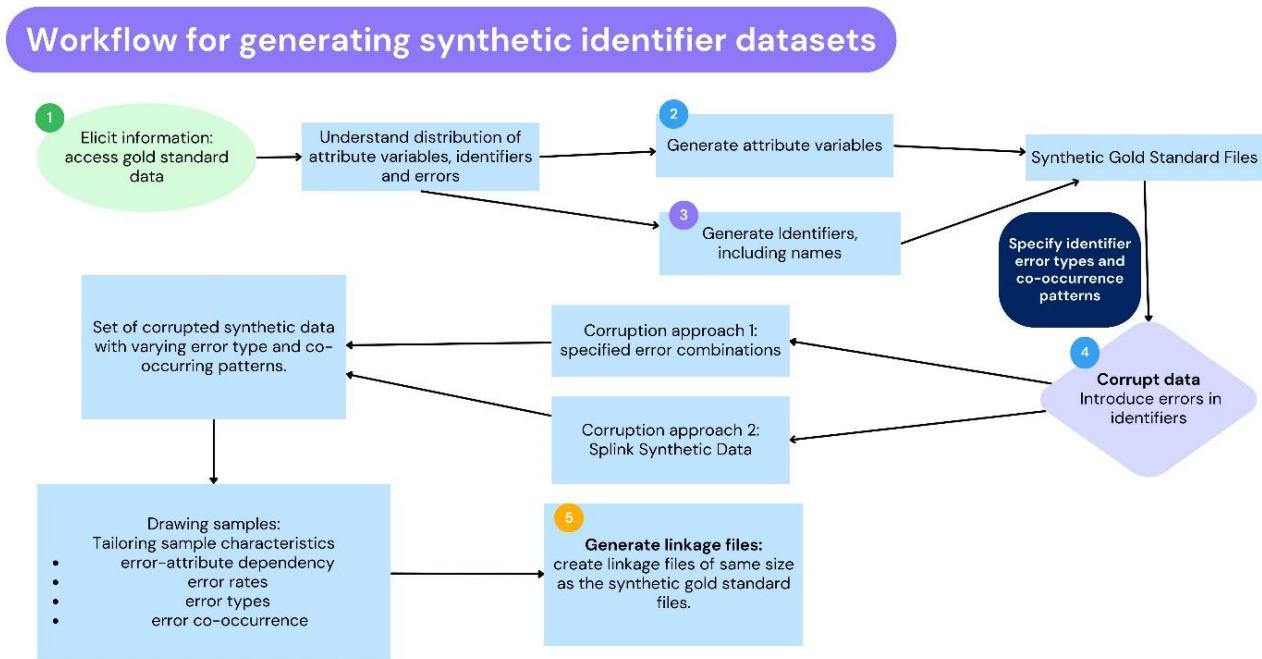 Workflow for generating synthetic identifier datasets
1
Elicit information:
access gold standard
data
Understand distribution of
attribute variables, identifiers
and errors
2
Generate attribute variables
Synthetic Gold Standard Files
3
Generate Identifiers,
including names
Specify identifier
error types and
co-occurrence
patterns
4
Corrupt data
Introduce errors in
identifiers
Corruption approach 1:
specified error combinations
Corruption approach 2:
Splink Synthetic Data
Set of corrupted synthetic data
with varying error type and co-
occurring patterns.
Drawing samples:
Tailoring sample characteristics
• error-attribute dependency
• error rates
• error types
• error co-occurrence
5
Generate linkage files:
create linkage files of same size
as the synthetic gold standard
files.